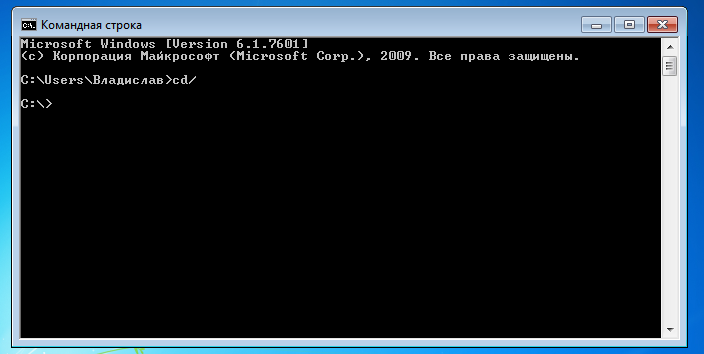 Командная строка
Microsoft Windows [Version 6.1.7601]
(c) Корпорация Майкрософт (Microsoft Corp.), 2009. Все права защищены.
C:\Users\Владислав>cd/
C:\>